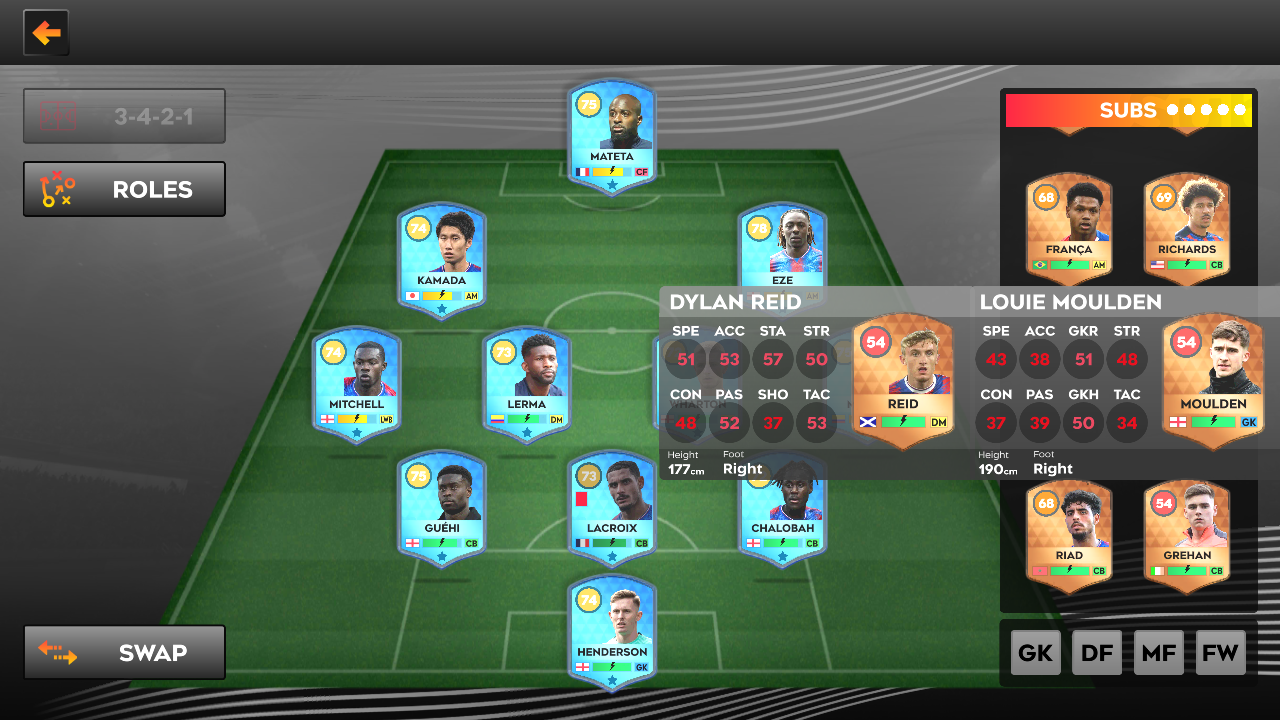 3-4-2-1
ROLES
SWAP
75
MATETA
CF
74
KAMADA
AM
78
EZE
AM
74
MITCHELL
LWB
73
LERMA
DM
WHARTON
75
GUÉHI
CB
73
LACROIX
CB
CHALOBAH
CB
74
HENDERSON
GK
SUBS
68
FRANÇA
AM
69
RICHARDS
CB
DYLAN REID
SPE ACC STA STR
51 53 57 50
CON PAS SHO TAC
48 52 37 53
Height Foot
177cm Right
54
REID
DM
LOUIE MOULDEN
SPE ACC GKR STR
43 38 51 48
CON PAS GKH TAC
37 39 50 34
Height Foot
190cm Right
54
MOULDEN
GK
68
RIAD
CB
54
GREHAN
CB
GK DF MF FW